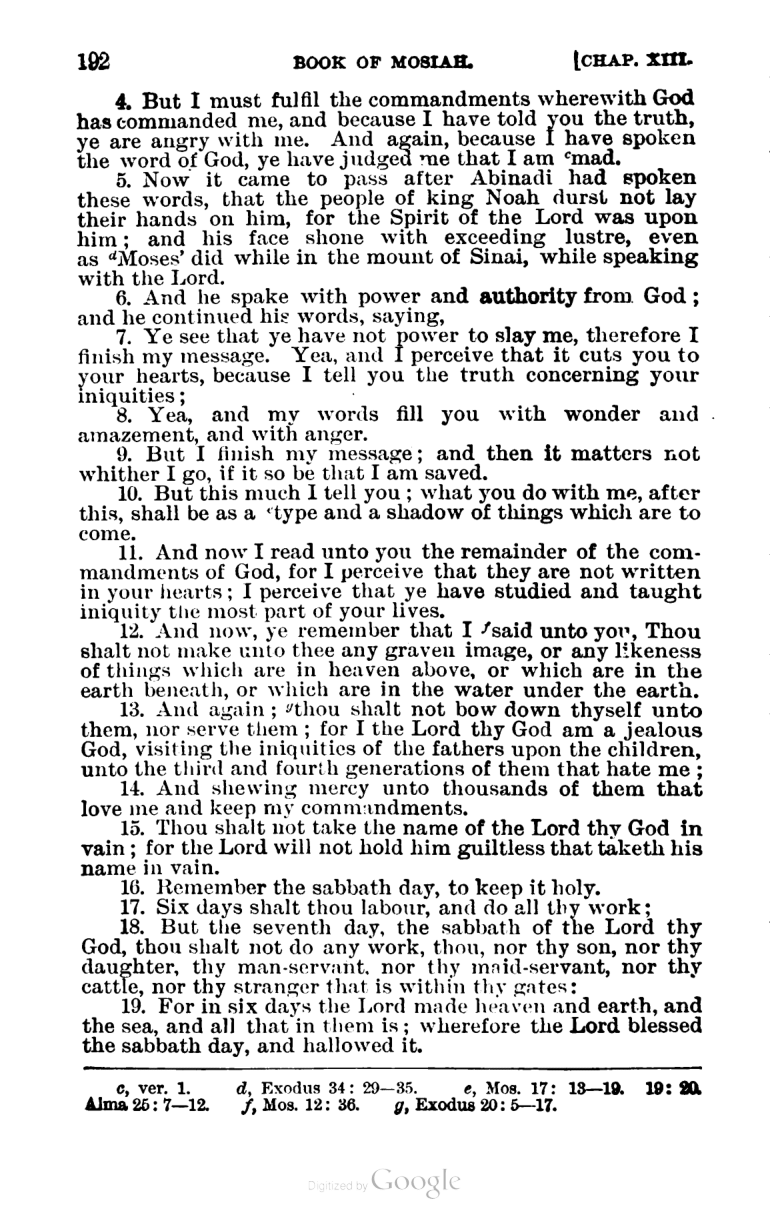 192 BOOK OF MOSIAH. [CHAP. XIII.
4. But I must fulfil the commandments wherewith God
has commanded me, and because I have told you the truth,
ye are angry with me. And again, because I have spoken
the word of God, ye have judged me that I am cmad.
5. Now it came to pass after Abinadi had spoken
these words, that the people of king Noah durst not lay
their hands on him, for the Spirit of the Lord was upon
him; and his face shone with exceeding lustre, even
as dMoses' did while in the mount of Sinai, while speaking
with the Lord.
6. And he spake with power and authority from God;
and he continued his words, saying,
7. Ye see that ye have not power to slay me, therefore I
finish my message. Yea, and I perceive that it cuts you to
your hearts, because I tell you the truth concerning your
iniquities;
8. Yea, and my words fill you with wonder and
amazement, and with anger.
9. But I finish my message; and then it matters not
whither I go, if it so be that I am saved.
10. But this much I tell you; what you do with me, after
this, shall be as a etype and a shadow of things which are to
come.
11. And now I read unto you the remainder of the com-
mandments of God, for I perceive that they are not written
in your hearts; I perceive that ye have studied and taught
iniquity the most part of your lives.
12. And now, ye remember that I fsaid unto you, Thou
shalt not make unto thee any graven image, or any likeness
of things which are in heaven above, or which are in the
earth beneath, or which are in the water under the earth.
13. And again; gthou shalt not bow down thyself unto
them, nor serve them; for I the Lord thy God am a jealous
God, visiting the iniquities of the fathers upon the children,
unto the third and fourth generations of them that hate me;
14. And shewing mercy unto thousands of them that
love me and keep my commandments.
15. Thou shalt not take the name of the Lord thy God in
vain; for the Lord will not hold him guiltless that taketh his
name in vain.
16. Remember the sabbath day, to keep it holy.
17. Six days shalt thou labour, and do all thy work;
18. But the seventh day, the sabbath of the Lord thy
God, thou shalt not do any work, thou, nor thy son, nor thy
daughter, thy man-servant, nor thy maid-servant, nor thy
cattle, nor thy stranger that is within thy gates:
19. For in six days the Lord made heaven and earth, and
the sea, and all that in them is; wherefore the Lord blessed
the sabbath day, and hallowed it.
c, ver. 1. d, Exodus 34: 29—35. e, Mos. 17: 13—19. 19: 20.
Alma 25: 7—12. f, Mos. 12: 36. g, Exodus 20: 5—17.
Digitized by Google